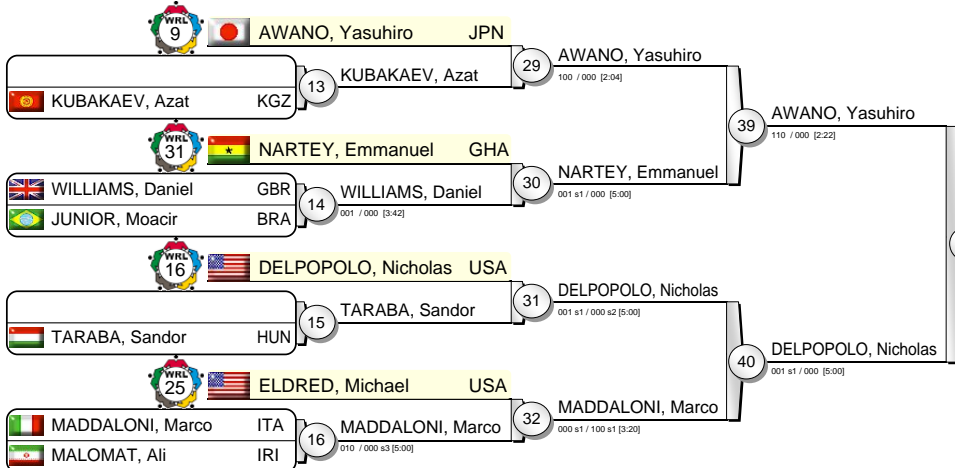 WRL
9 AWANO, Yasuhiro JPN
29 AWANO, Yasuhiro
100 / 000 [2:04]
13 KUBAKAEV, Azat
KUBAKAEV, Azat KGZ
39 AWANO, Yasuhiro
110 / 000 [2:22]
WRL
31 NARTEY, Emmanuel GHA
30 NARTEY, Emmanuel
001 s1 / 000 [5:00]
WILLIAMS, Daniel GBR
14 WILLIAMS, Daniel
001 / 000 [3:42]
JUNIOR, Moacir BRA
WRL
16 DELPOPOLO, Nicholas USA
31 DELPOPOLO, Nicholas
001 s1 / 000 s2 [5:00]
15 TARABA, Sandor
TARABA, Sandor HUN
40 DELPOPOLO, Nicholas
001 s1 / 000 [5:00]
WRL
25 ELDRED, Michael USA
32 MADDALONI, Marco
000 s1 / 100 s1 [3:20]
MADDALONI, Marco ITA
16 MADDALONI, Marco
010 / 000 s3 [5:00]
MALOMAT, Ali IRI